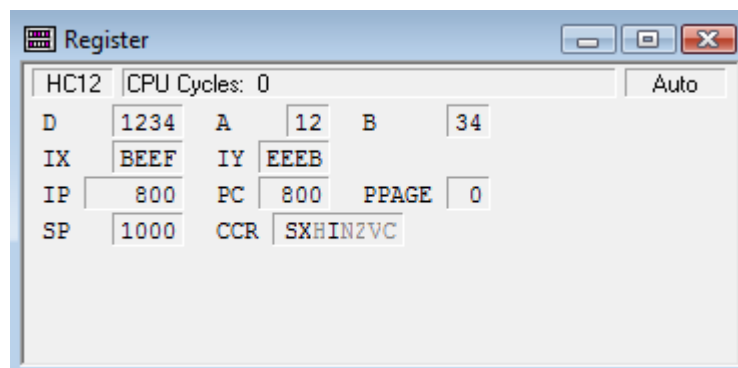 Register
HC12 CPU Cycles: 0 Auto
D 1234 A 12 B 34
IX BEEF IY EEEB
IP 800 PC 800 PPAGE 0
SP 1000 CCR SXHINZVC